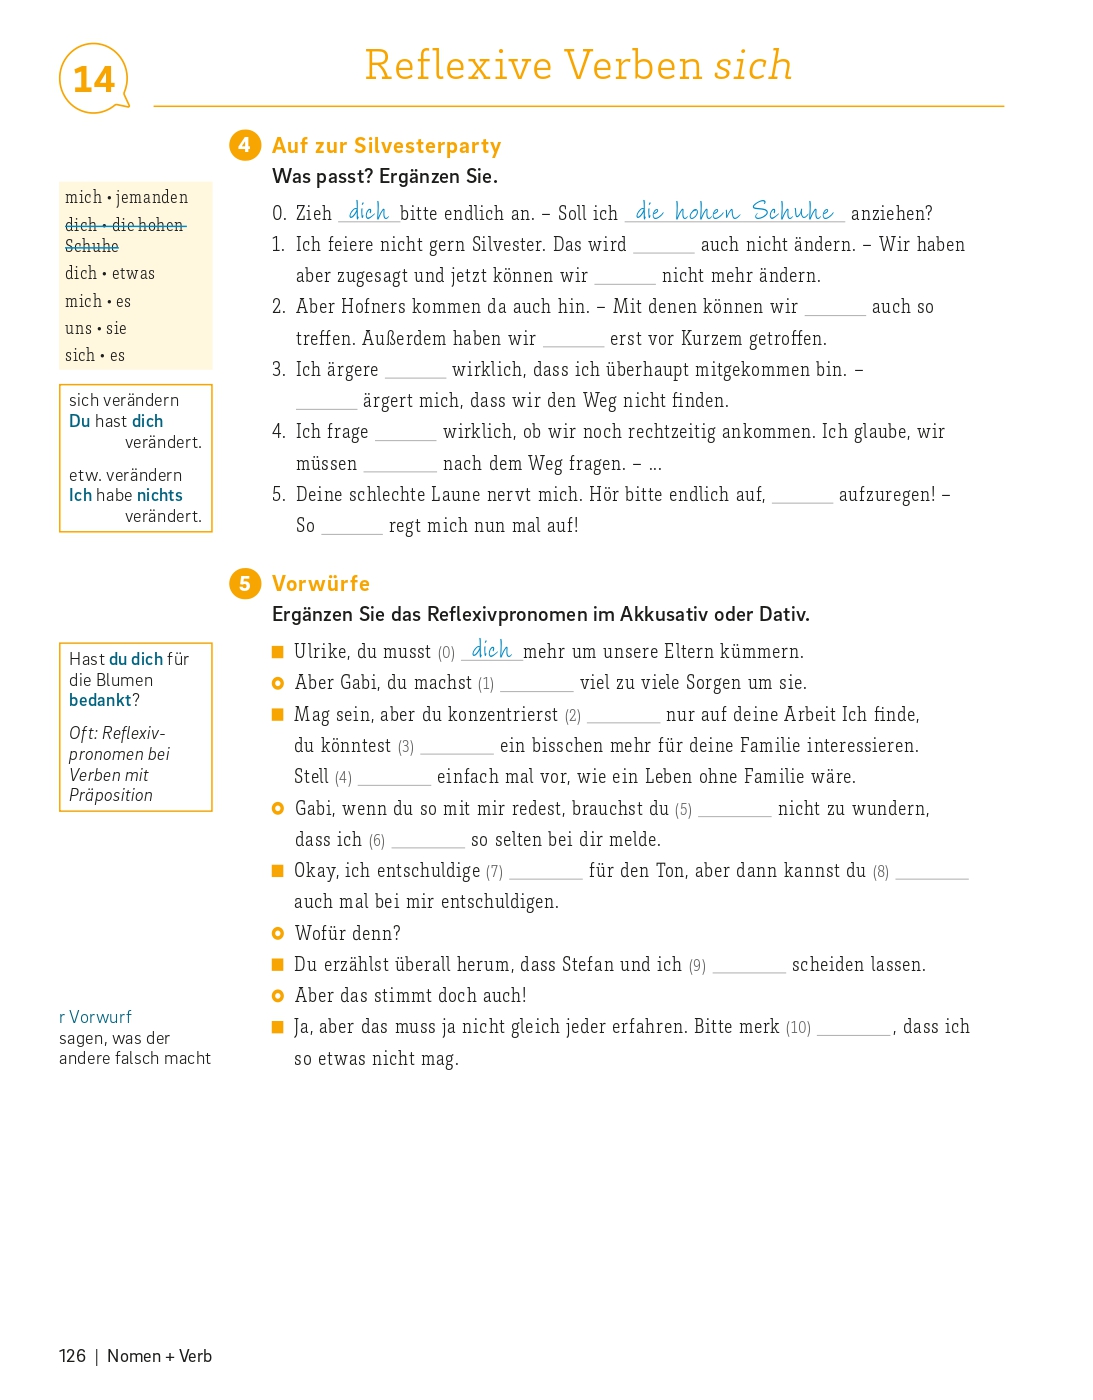 14
Reflexive Verben sich
4 Auf zur Silvesterparty
Was passt? Ergänzen Sie.
mich • jemanden
dich • die hohen
Schuhe
dich • etwas
mich • es
uns • sie
sich • es
sich verändern
Du hast dich
verändert.
etw. verändern
Ich habe nichts
verändert.
0. Zieh dich bitte endlich an. – Soll ich die hohen Schuhe anziehen?
1. Ich feiere nicht gern Silvester. Das wird ______ auch nicht ändern. – Wir haben
aber zugesagt und jetzt können wir ______ nicht mehr ändern.
2. Aber Hofners kommen da auch hin. – Mit denen können wir ______ auch so
treffen. Außerdem haben wir ______ erst vor Kurzem getroffen.
3. Ich ärgere ______ wirklich, dass ich überhaupt mitgekommen bin. –
______ ärgert mich, dass wir den Weg nicht finden.
4. Ich frage ______ wirklich, ob wir noch rechtzeitig ankommen. Ich glaube, wir
müssen _______ nach dem Weg fragen. – ...
5. Deine schlechte Laune nervt mich. Hör bitte endlich auf, ______ aufzuregen! –
So ______ regt mich nun mal auf!
5 Vorwürfe
Ergänzen Sie das Reflexivpronomen im Akkusativ oder Dativ.
Hast du dich für
die Blumen
bedankt?
Oft: Reflexiv-
pronomen bei
Verben mit
Präposition
Ulrike, du musst (0) dich mehr um unsere Eltern kümmern.
Aber Gabi, du machst (1) _______ viel zu viele Sorgen um sie.
Mag sein, aber du konzentrierst (2) _______ nur auf deine Arbeit Ich finde,
du könntest (3) _______ ein bisschen mehr für deine Familie interessieren.
Stell (4) _______ einfach mal vor, wie ein Leben ohne Familie wäre.
Gabi, wenn du so mit mir redest, brauchst du (5) _______ nicht zu wundern,
dass ich (6) _______ so selten bei dir melde.
Okay, ich entschuldige (7) _______ für den Ton, aber dann kannst du (8) _______
auch mal bei mir entschuldigen.
Wofür denn?
Du erzählst überall herum, dass Stefan und ich (9) _______ scheiden lassen.
Aber das stimmt doch auch!
Ja, aber das muss ja nicht gleich jeder erfahren. Bitte merk (10) _______, dass ich
so etwas nicht mag.
r Vorwurf
sagen, was der
andere falsch macht
126 | Nomen + Verb